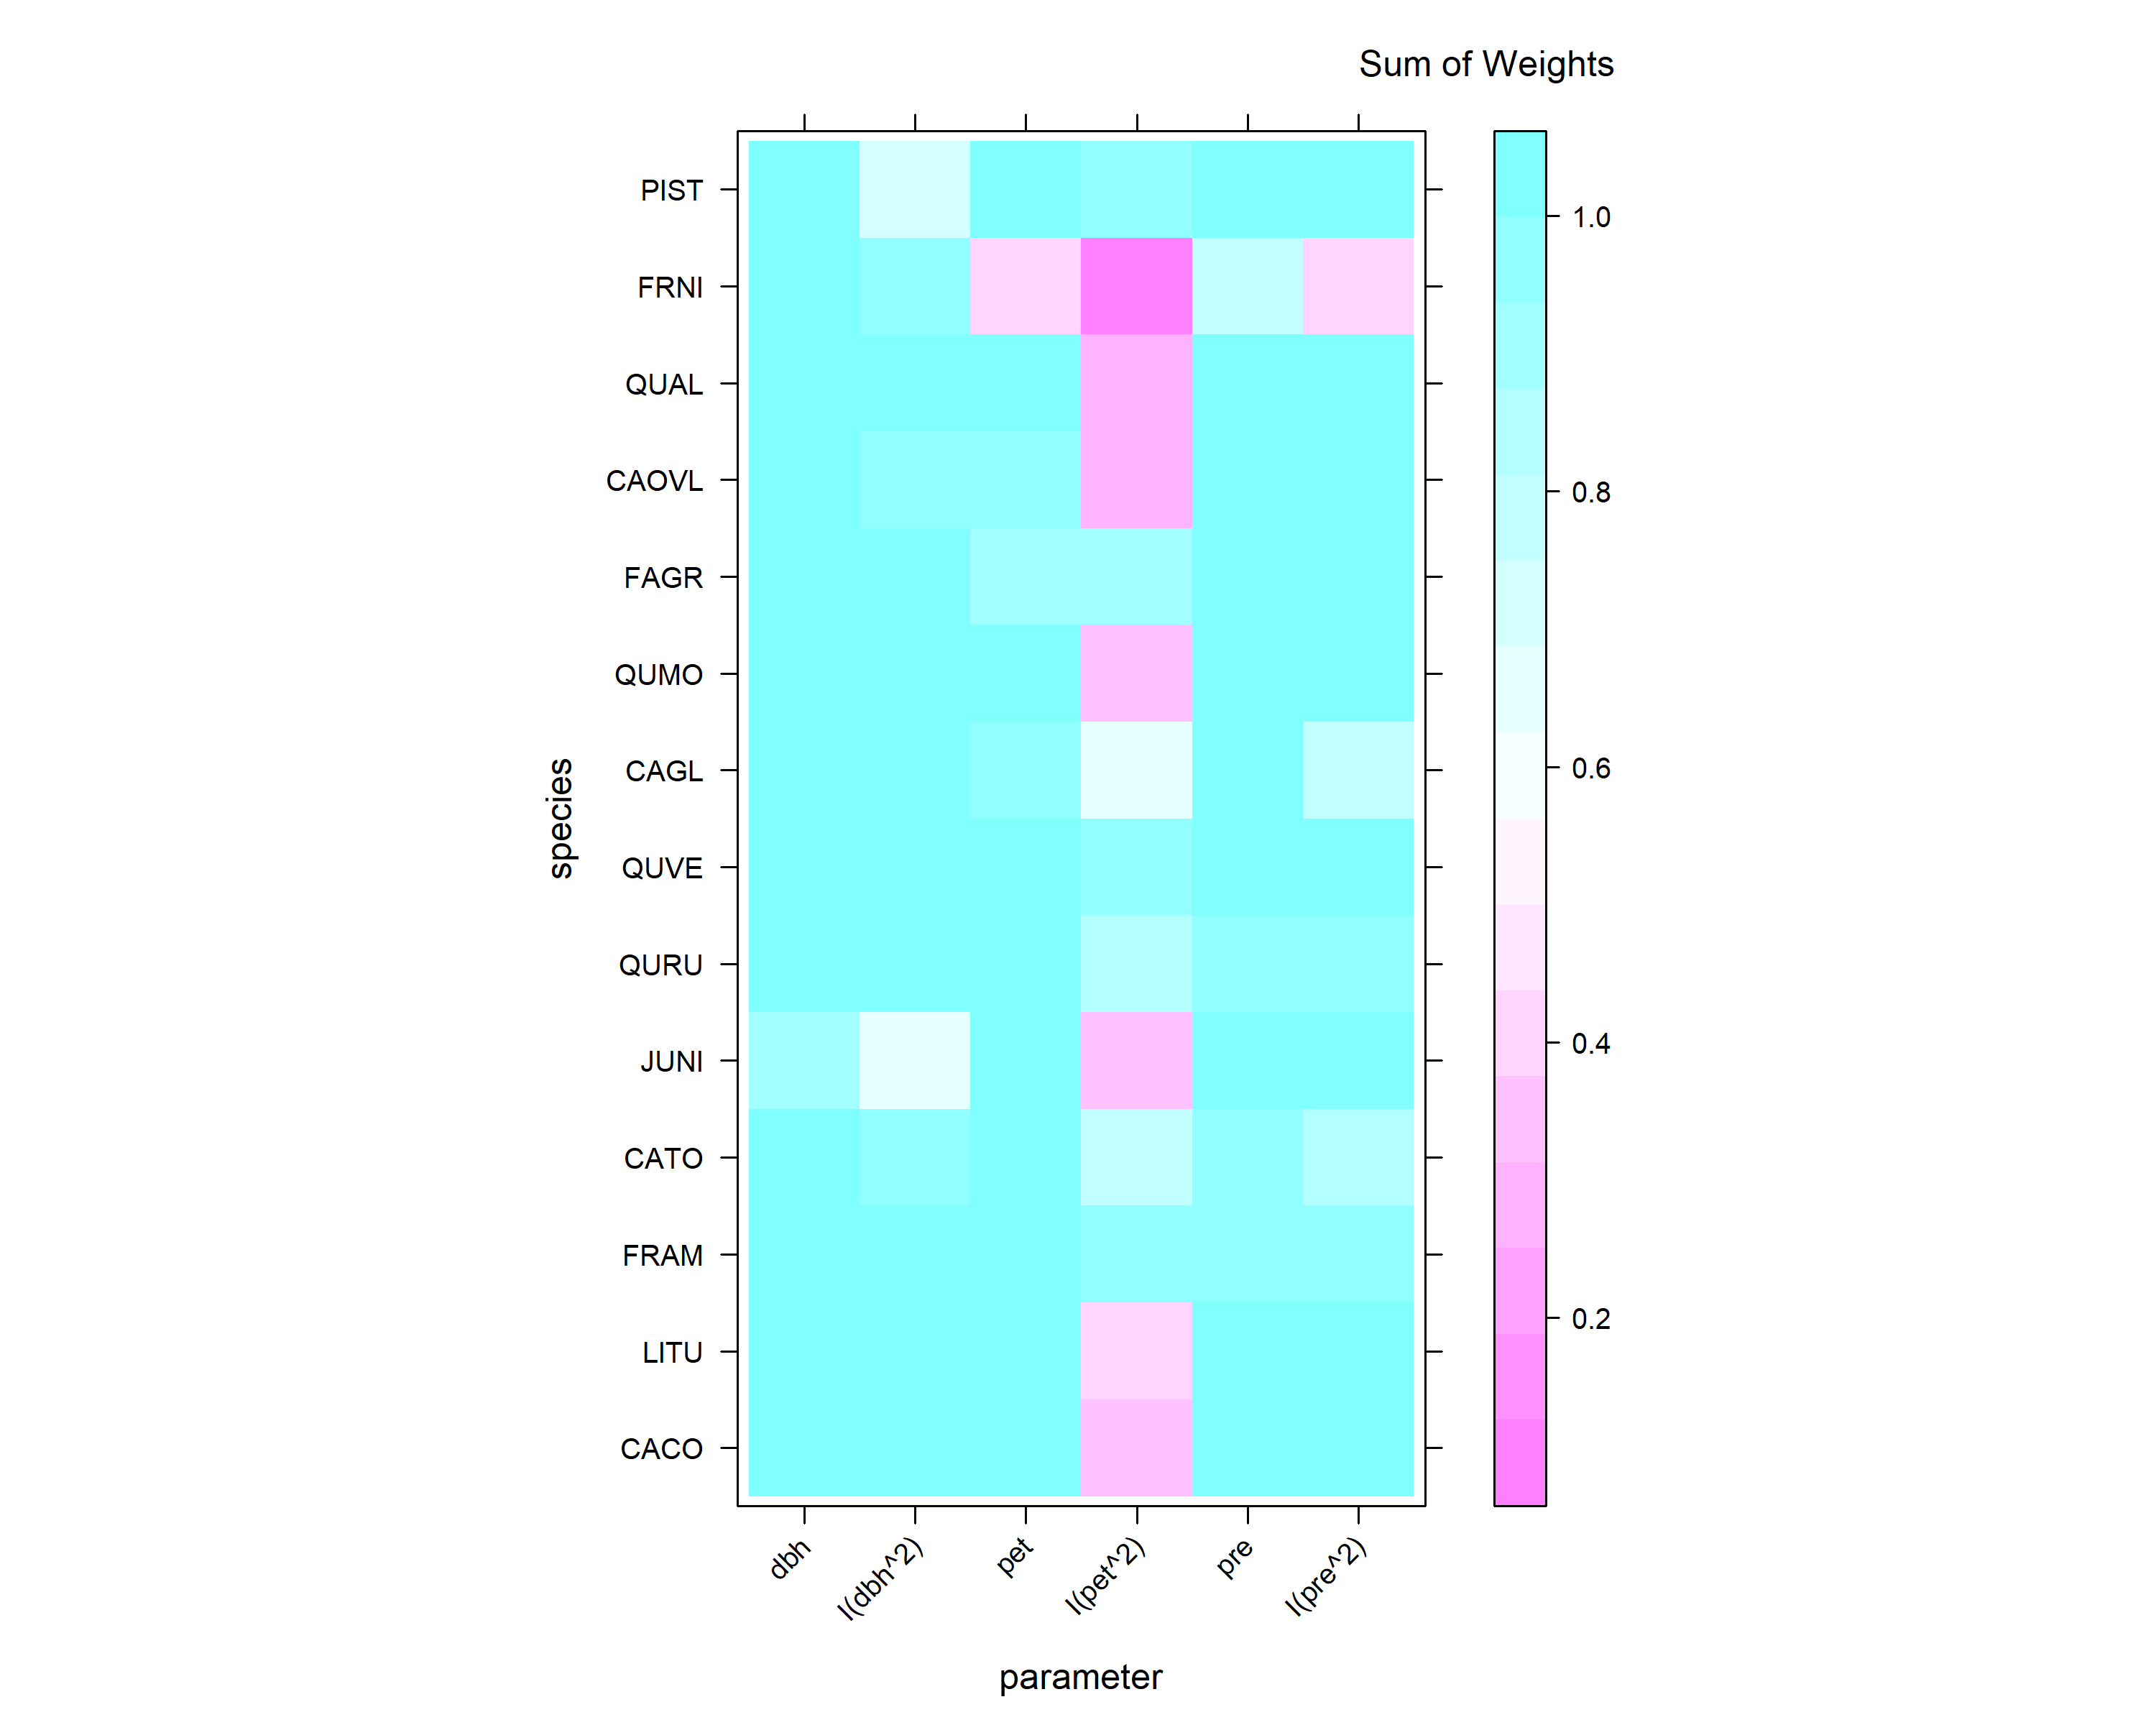 Sum of Weights
PIST
FRNI
QUAL
CAOVL
FAGR
QUMO
CAGL
QUVE
QURU
JUNI
CATO
FRAM
LITU
CACO
species
1.0
0.8
0.6
0.4
0.2
dbh
I(dbh^2)
pet
I(pet^2)
pre
I(pre^2)
parameter